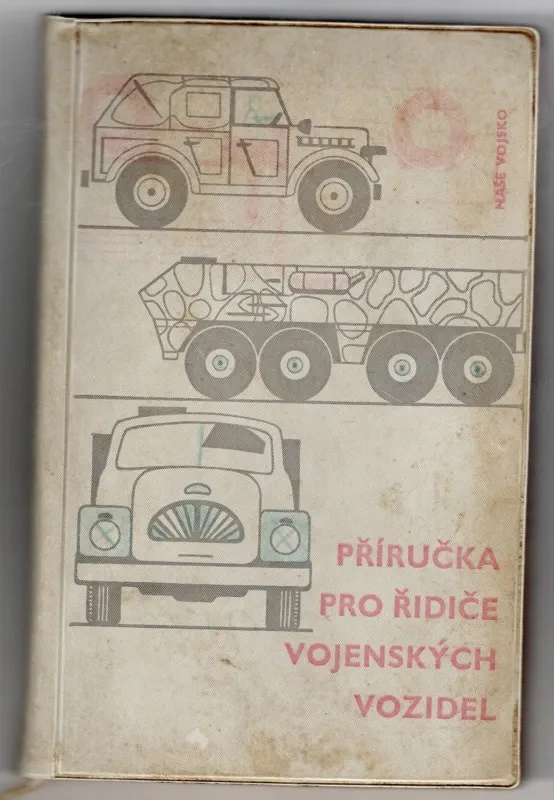 NAŠE VOJSKO
PŘÍRUČKA
PRO ŘIDIČE
VOJENSKÝCH
VOZIDEL